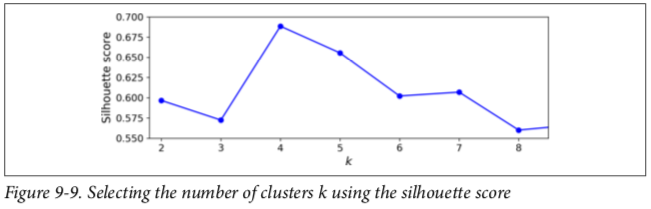 0.700
0.675
0.650
0.625
0.600
0.575
0.550
Silhouette score
2 3 4 5 6 7 8
k
Figure 9-9. Selecting the number of clusters k using the silhouette score